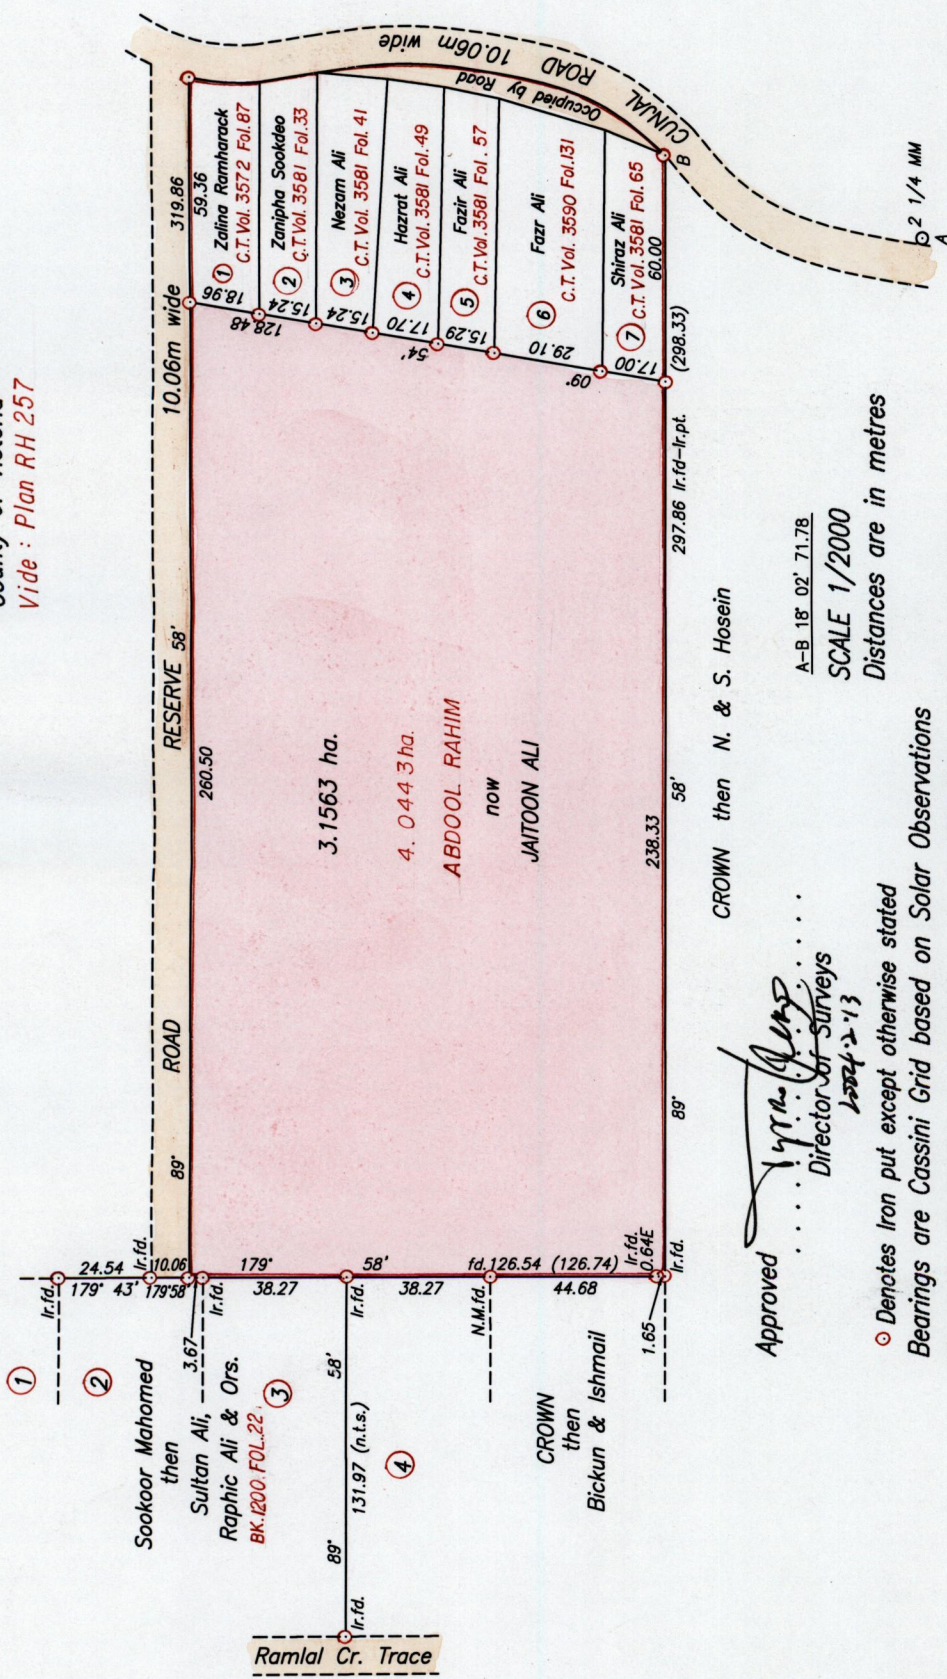 Vide : Plan RH 257
CUNJAL ROAD 10.06m wide
Occupied by Road
319.86
59.36
10.06m wide
RESERVE
58'
260.50
ROAD
89°
① Zalina Ramharack
C.T. Vol. 3572 Fol. 87
18.96
② Zanipha Sookdeo
C.T. Vol. 3581 Fol. 33
15.24
128.48
③ Nezam Ali
C.T. Vol. 3581 Fol. 41
15.24
④ Hazrat Ali
C.T. Vol. 3581 Fol. 49
17.70
54'
⑤ Fazir Ali
C.T. Vol. 3581 Fol. 57
15.29
⑥ Fazr Ali
C.T. Vol. 3590 Fol. 131
29.10
09°
⑦ Shiraz Ali
C.T. Vol. 3581 Fol. 65
60.00
17.00
(298.33)
B
2 1/4 MM
A
3.1563 ha.
4.0443 ha.
ABDOOL RAHIM
now
JAITOON ALI
297.86 Ir.fd-Ir.pt.
238.33
58'
89°
CROWN then N. & S. Hosein
①
②
Ir.fd.
24.54
179° 43'
Ir.fd.
10.06
179°58'
3.67
Ir.fd.
179°
38.27
58'
Ir.fd.
38.27
N.M.fd.
fd. 126.54 (126.74)
44.68
Ir.fd.
0.64E
1.65
Ir.fd.
Sookoor Mahomed
then
Sultan Ali,
Raphic Ali & Ors.
BK.1200.FOL.22.
③
89° 131.97 (n.t.s.) 58'
Ir.fd.
④
Ramlal Cr. Trace
CROWN
then
Bickun & Ishmail
A-B 18° 02' 71.78
SCALE 1/2000
Distances are in metres
Approved
Director of Surveys
2004.2.13
Denotes Iron put except otherwise stated
Bearings are Cassini Grid based on Solar Observations